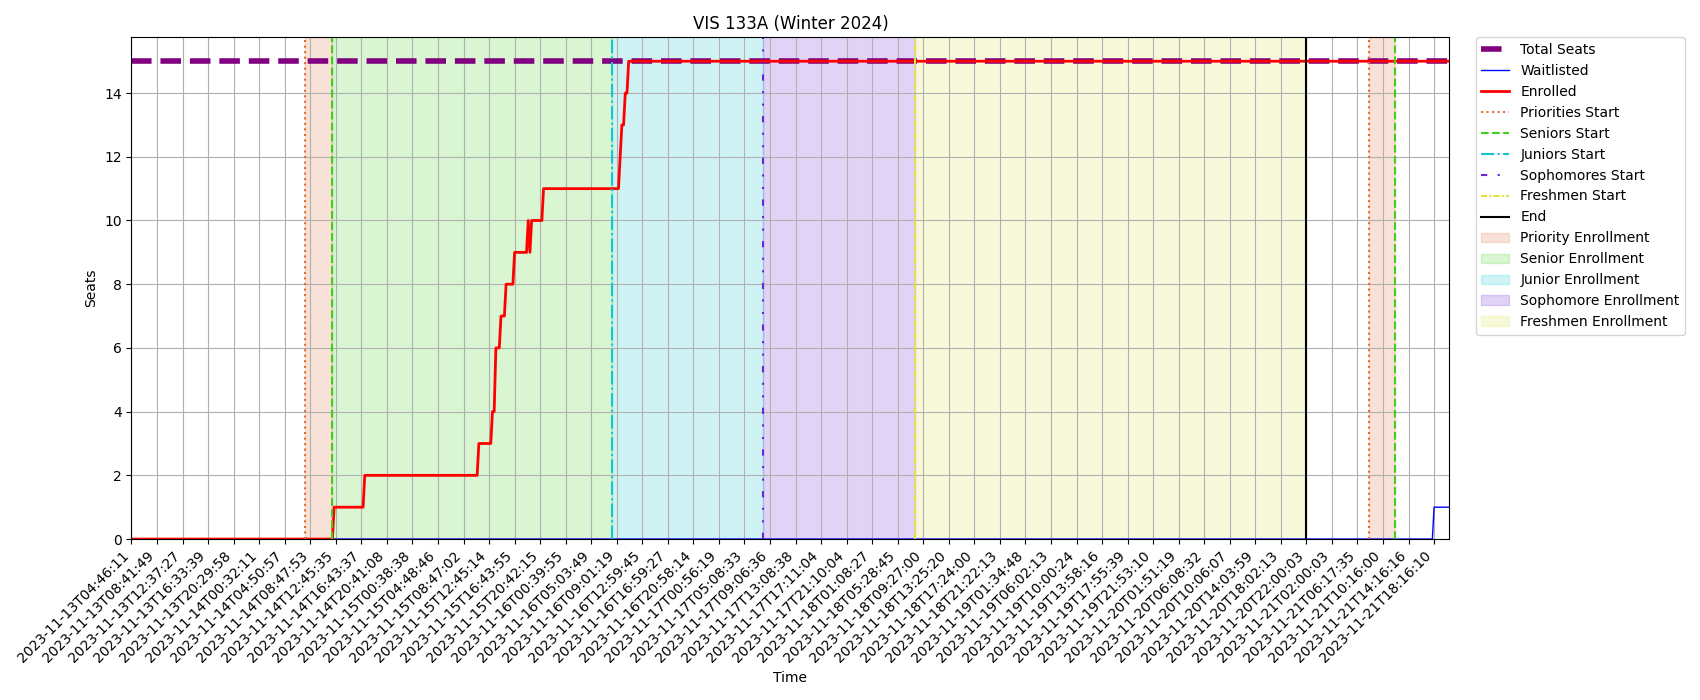 VIS 133A (Winter 2024)
Total Seats
Waitlisted
Enrolled
Priorities Start
Seniors Start
Juniors Start
Sophomores Start
Freshmen Start
End
Priority Enrollment
Senior Enrollment
Junior Enrollment
Sophomore Enrollment
Freshmen Enrollment
Seats
14
12
10
8
6
4
2
0
2023-11-13T04:46:11
2023-11-13T08:41:49
2023-11-13T12:37:27
2023-11-13T16:33:39
2023-11-13T20:29:58
2023-11-14T00:32:11
2023-11-14T04:50:57
2023-11-14T08:47:53
2023-11-14T12:45:35
2023-11-14T16:43:37
2023-11-14T20:41:08
2023-11-15T00:38:38
2023-11-15T04:48:46
2023-11-15T08:47:02
2023-11-15T12:45:14
2023-11-15T16:43:55
2023-11-15T20:42:15
2023-11-16T00:39:55
2023-11-16T05:03:49
2023-11-16T09:01:19
2023-11-16T12:59:45
2023-11-16T16:59:27
2023-11-16T20:58:14
2023-11-17T00:56:19
2023-11-17T05:08:33
2023-11-17T09:06:36
2023-11-17T13:08:38
2023-11-17T17:11:04
2023-11-17T21:10:04
2023-11-18T01:08:27
2023-11-18T05:28:45
2023-11-18T09:27:00
2023-11-18T13:25:20
2023-11-18T17:24:00
2023-11-18T21:22:13
2023-11-19T01:34:48
2023-11-19T06:02:13
2023-11-19T10:00:24
2023-11-19T13:58:16
2023-11-19T17:55:39
2023-11-19T21:53:10
2023-11-20T01:51:19
2023-11-20T06:08:32
2023-11-20T10:06:07
2023-11-20T14:03:59
2023-11-20T18:02:13
2023-11-20T22:00:03
2023-11-21T02:00:03
2023-11-21T06:17:35
2023-11-21T10:16:00
2023-11-21T14:16:16
2023-11-21T18:16:10
Time